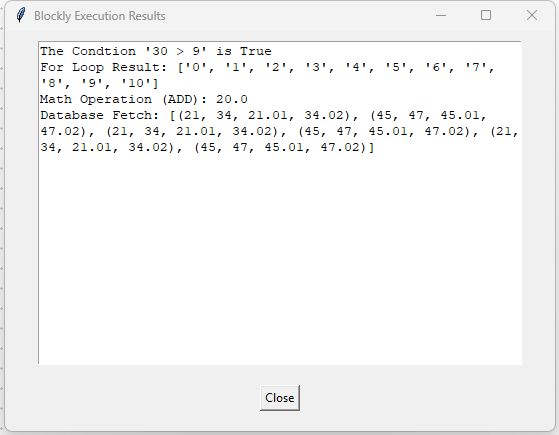 Blockly Execution Results
The Condtion '30 > 9' is True
For Loop Result: ['0', '1', '2', '3', '4', '5', '6', '7',
'8', '9', '10']
Math Operation (ADD): 20.0
Database Fetch: [(21, 34, 21.01, 34.02), (45, 47, 45.01,
47.02), (21, 34, 21.01, 34.02), (45, 47, 45.01, 47.02), (21,
34, 21.01, 34.02), (45, 47, 45.01, 47.02)]
Close